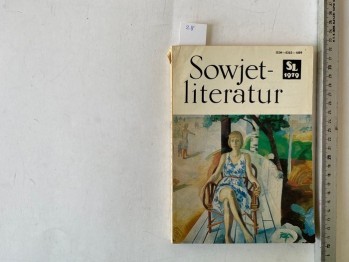 Sowjet-
literatur
SL
1979